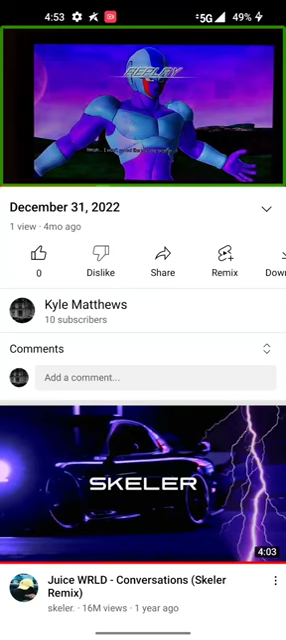 4:53
5G
49%
REPLAY
December 31, 2022
1 view · 4mo ago
0
Dislike
Share
Remix
Down
Kyle Matthews
10 subscribers
Comments
Add a comment...
SKELER
4:03
Juice WRLD - Conversations (Skeler
Remix)
skeler. · 16M views · 1 year ago